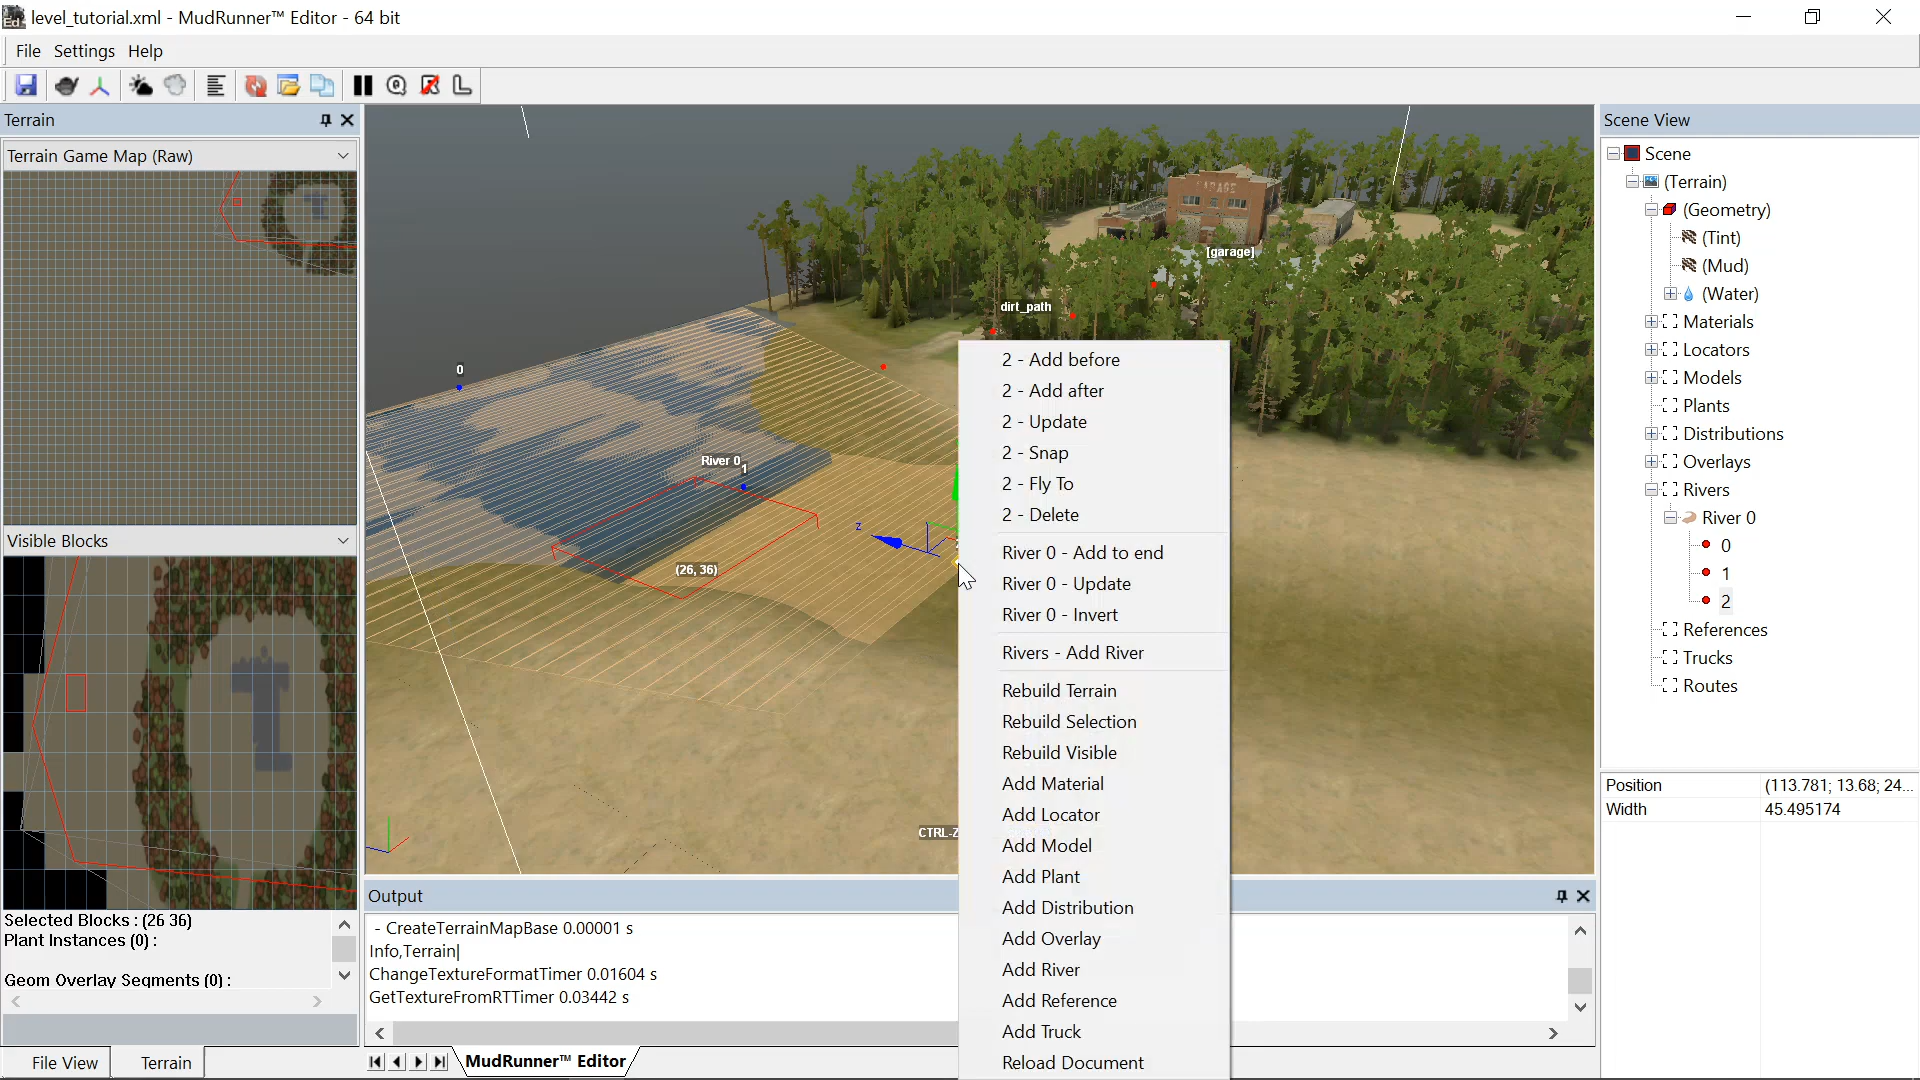 level_tutorial.xml - MudRunner™ Editor - 64 bit
File Settings Help
Terrain
Terrain Game Map (Raw)
Visible Blocks
Selected Blocks : (26 36)
Plant Instances (0) :
Geom Overlay Segments (0) :
File View
Terrain
GARAGE
[garage]
dirt_path
0
River 0
1
z
(26, 36)
CTRL-Z
2 - Add before
2 - Add after
2 - Update
2 - Snap
2 - Fly To
2 - Delete
River 0 - Add to end
River 0 - Update
River 0 - Invert
Rivers - Add River
Rebuild Terrain
Rebuild Selection
Rebuild Visible
Add Material
Add Locator
Add Model
Add Plant
Add Distribution
Add Overlay
Add River
Add Reference
Add Truck
Reload Document
Output
- CreateTerrainMapBase 0.00001 s
Info,Terrain|
ChangeTextureFormatTimer 0.01604 s
GetTextureFromRTTimer 0.03442 s
MudRunner™ Editor
Scene View
Scene
(Terrain)
(Geometry)
(Tint)
(Mud)
(Water)
Materials
Locators
Models
Plants
Distributions
Overlays
Rivers
River 0
0
1
2
References
Trucks
Routes
Position (113.781; 13.68; 24...
Width 45.495174